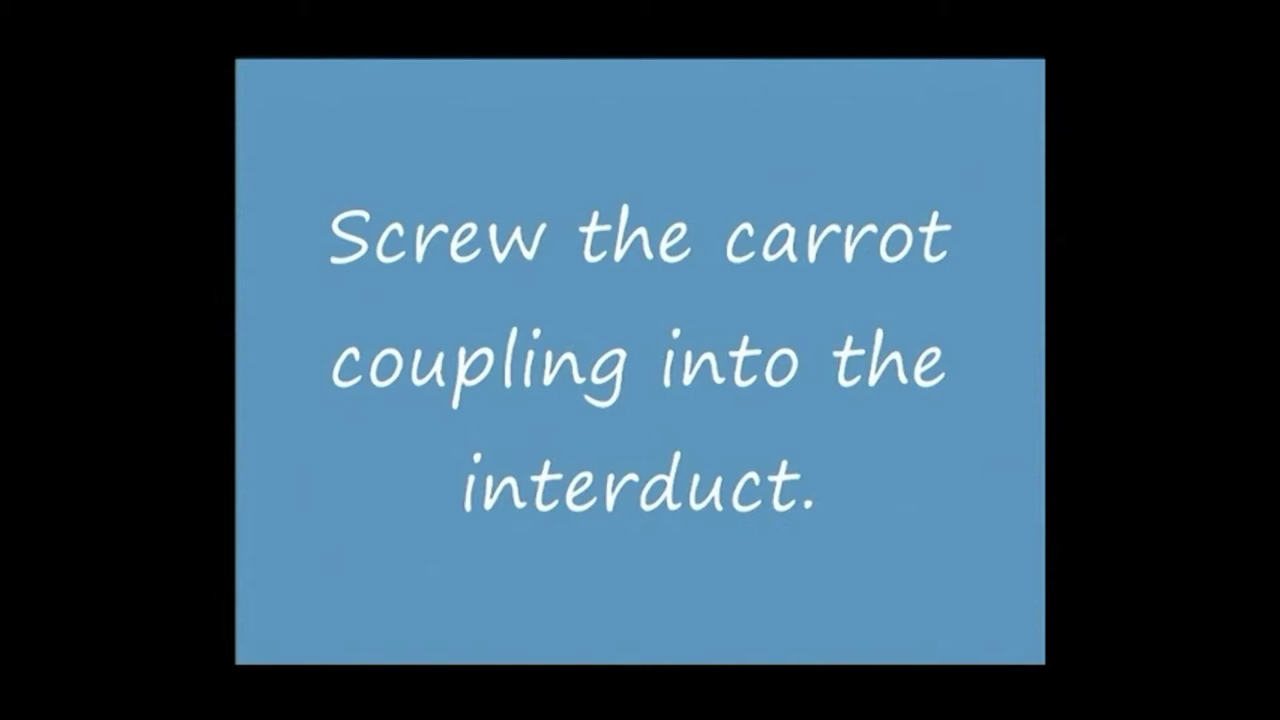 Screw the carrot
coupling into the
interduct.